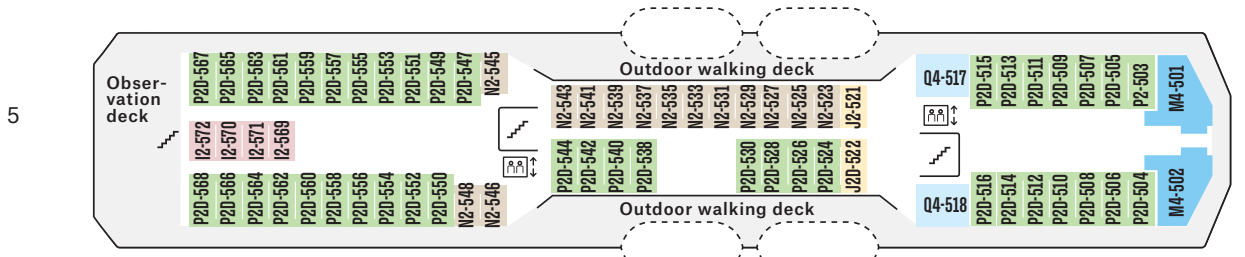 5
Obser-
vation
deck
P2D-567
P2D-565
P2D-563
P2D-561
P2D-559
P2D-557
P2D-555
P2D-553
P2D-551
P2D-549
P2D-547
N2-545
I2-572
I2-570
I2-571
I2-569
P2D-568
P2D-566
P2D-564
P2D-562
P2D-560
P2D-558
P2D-556
P2D-554
P2D-552
P2D-550
N2-548
N2-546
Outdoor walking deck
N2-543
N2-541
N2-539
N2-537
N2-535
N2-533
N2-531
N2-529
N2-527
N2-525
N2-523
J2-521
P2D-544
P2D-542
P2D-540
P2D-538
P2D-530
P2D-528
P2D-526
P2D-524
J2D-522
Outdoor walking deck
Q4-517
P2D-515
P2D-513
P2D-511
P2D-509
P2D-507
P2D-505
P2-503
M4-501
Q4-518
P2D-516
P2D-514
P2D-512
P2D-510
P2D-508
P2D-506
P2D-504
M4-502